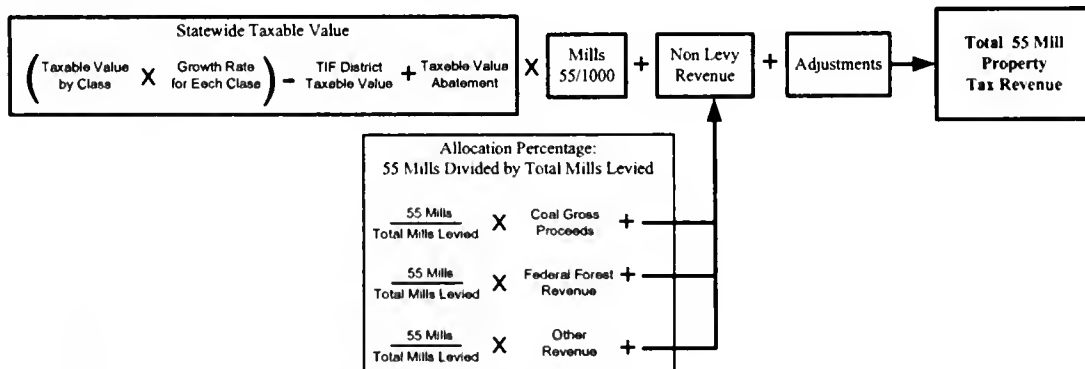 Statewide Taxable Value
( Taxable Value by Class X Growth Rate for Each Class ) - TIF District Taxable Value + Taxable Value Abatement
X
Mills
55/1000
+
Non Levy
Revenue
+
Adjustments
Total 55 Mill
Property
Tax Revenue
Allocation Percentage:
55 Mills Divided by Total Mills Levied
55 Mills
Total Mills Levied
X
Coal Gross
Proceeds
+
55 Mills
Total Mills Levied
X
Federal Forest
Revenue
+
55 Mills
Total Mills Levied
X
Other
Revenue
+